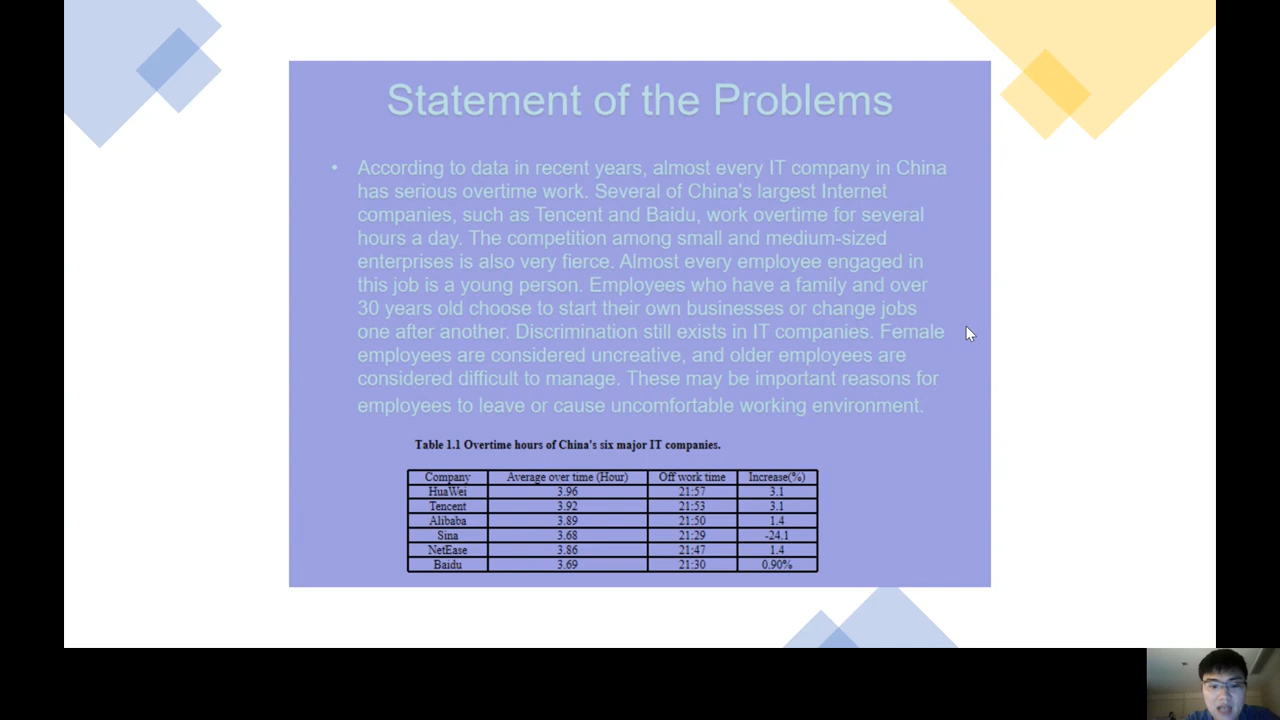 Statement of the Problems
• According to data in recent years, almost every IT company in China
has serious overtime work. Several of China's largest Internet
companies, such as Tencent and Baidu, work overtime for several
hours a day. The competition among small and medium-sized
enterprises is also very fierce. Almost every employee engaged in
this job is a young person. Employees who have a family and over
30 years old choose to start their own businesses or change jobs
one after another. Discrimination still exists in IT companies. Female
employees are considered uncreative, and older employees are
considered difficult to manage. These may be important reasons for
employees to leave or cause uncomfortable working environment.
Table 1.1 Overtime hours of China's six major IT companies.
Company Average over time (Hour) Off work time Increase(%)
HuaWei 3.96 21:57 3.1
Tencent 3.92 21:53 3.1
Alibaba 3.89 21:50 1.4
Sina 3.68 21:29 -24.1
NetEase 3.86 21:47 1.4
Baidu 3.69 21:30 0.90%